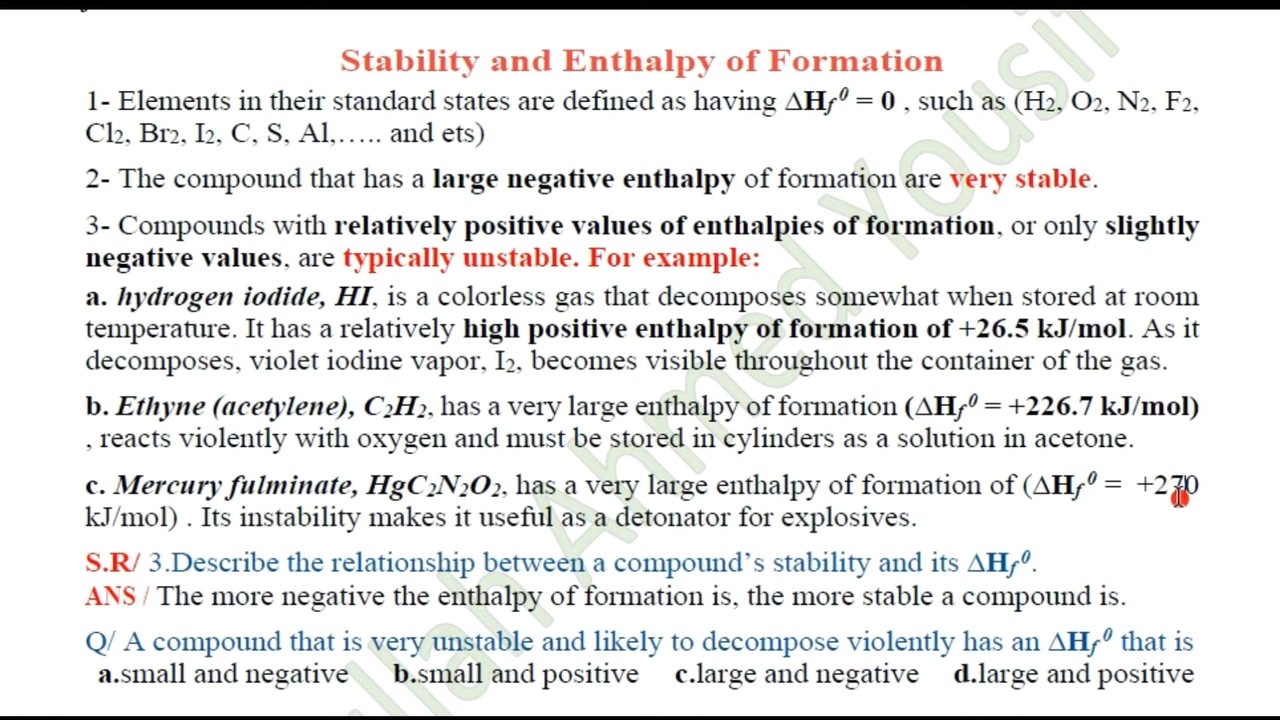 Stability and Enthalpy of Formation
1- Elements in their standard states are defined as having ΔHf⁰ = 0 , such as (H₂, O₂, N₂, F₂,
Cl₂, Br₂, I₂, C, S, Al,..... and ets)
2- The compound that has a large negative enthalpy of formation are very stable.
3- Compounds with relatively positive values of enthalpies of formation, or only slightly
negative values, are typically unstable. For example:
a. hydrogen iodide, HI, is a colorless gas that decomposes somewhat when stored at room
temperature. It has a relatively high positive enthalpy of formation of +26.5 kJ/mol. As it
decomposes, violet iodine vapor, I₂, becomes visible throughout the container of the gas.
b. Ethyne (acetylene), C₂H₂, has a very large enthalpy of formation (ΔHf⁰ = +226.7 kJ/mol)
, reacts violently with oxygen and must be stored in cylinders as a solution in acetone.
c. Mercury fulminate, HgC₂N₂O₂, has a very large enthalpy of formation of (ΔHf⁰ = +270
kJ/mol) . Its instability makes it useful as a detonator for explosives.
S.R/ 3.Describe the relationship between a compound's stability and its ΔHf⁰.
ANS / The more negative the enthalpy of formation is, the more stable a compound is.
Q/ A compound that is very unstable and likely to decompose violently has an ΔHf⁰ that is
a.small and negative b.small and positive c.large and negative d.large and positive